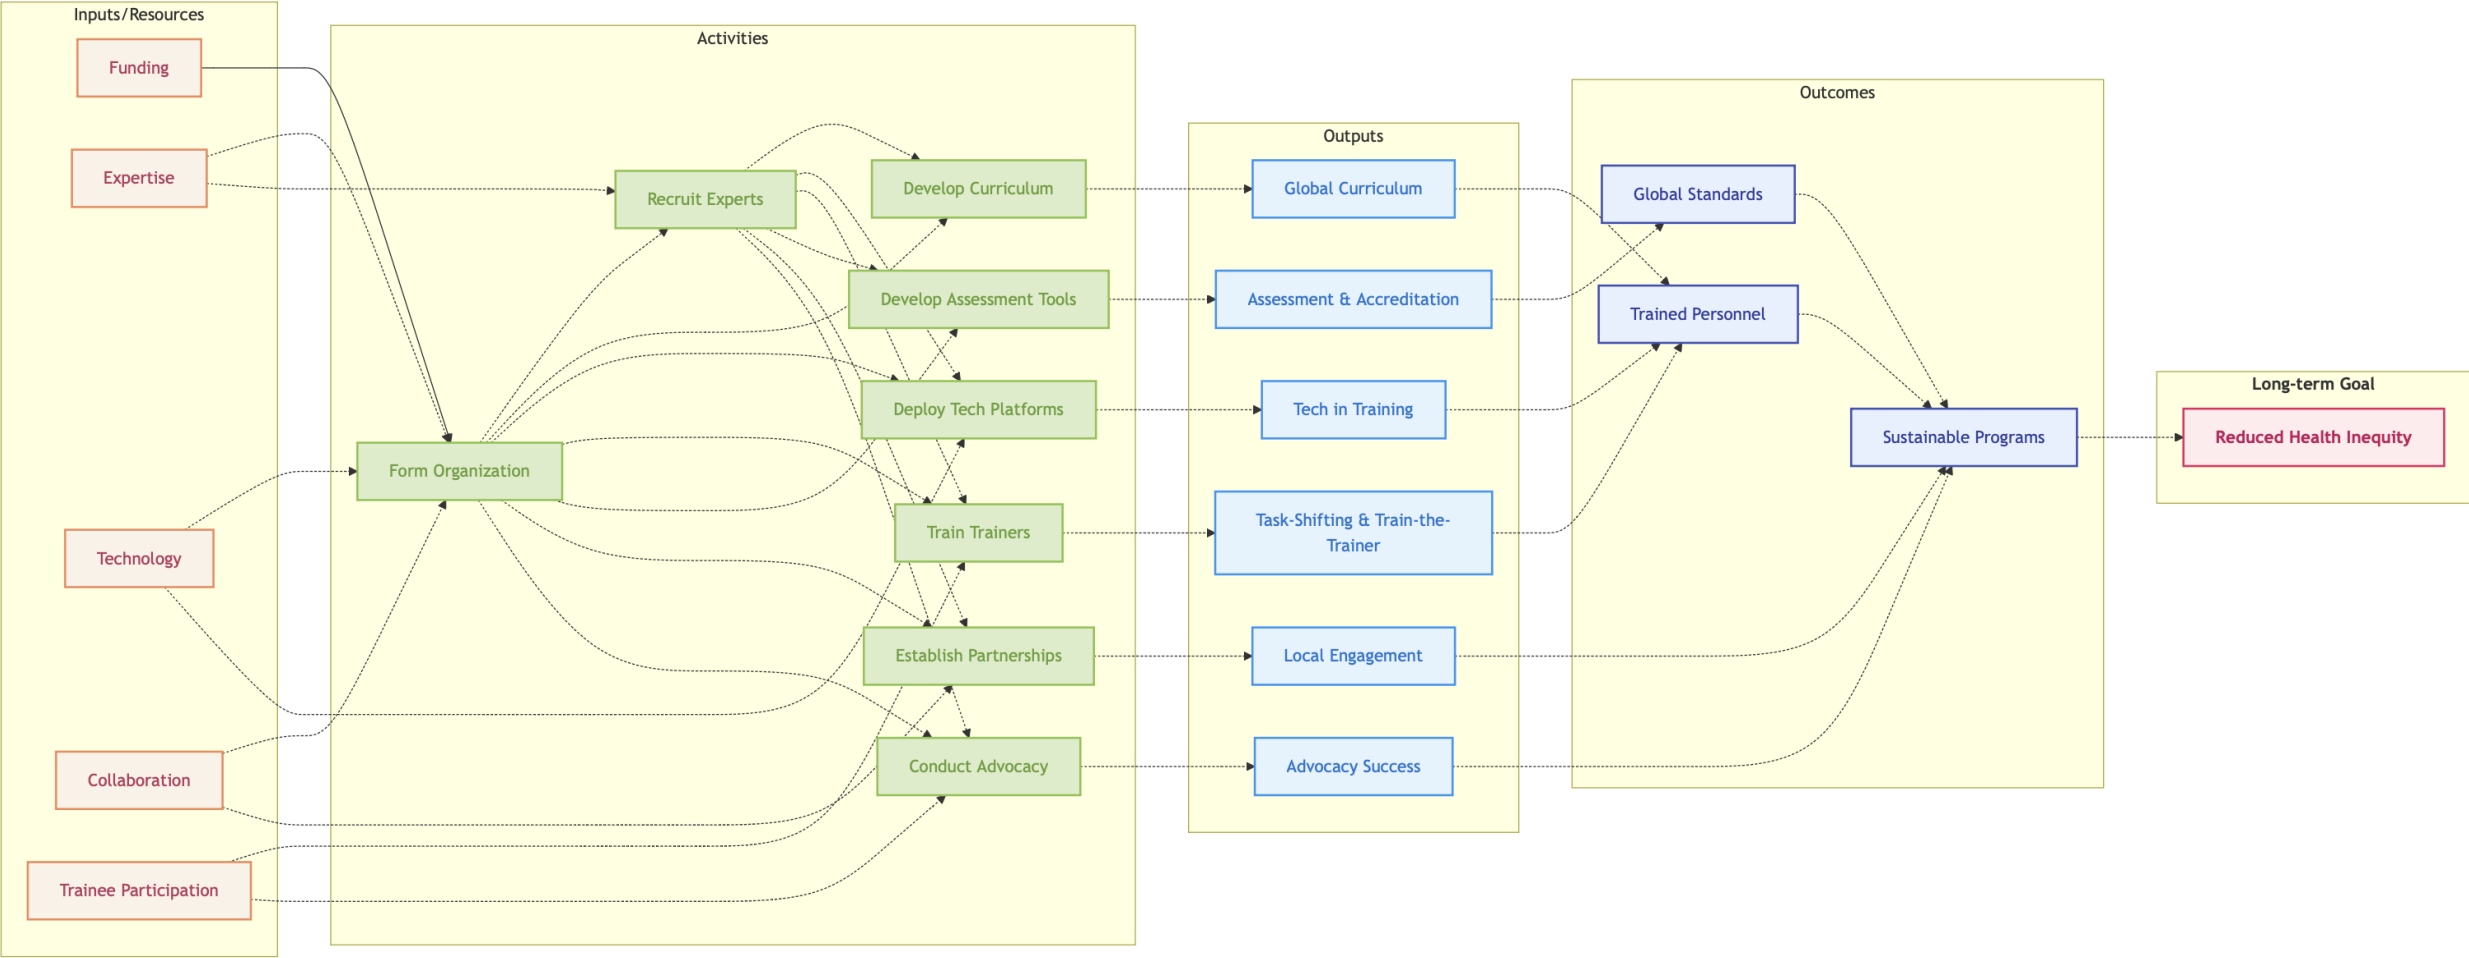 Inputs/Resources
Funding
Expertise
Technology
Collaboration
Trainee Participation
Activities
Form Organization
Recruit Experts
Develop Curriculum
Develop Assessment Tools
Deploy Tech Platforms
Train Trainers
Establish Partnerships
Conduct Advocacy
Outputs
Global Curriculum
Assessment & Accreditation
Tech in Training
Task-Shifting & Train-the-
Trainer
Local Engagement
Advocacy Success
Outcomes
Global Standards
Trained Personnel
Sustainable Programs
Long-term Goal
Reduced Health Inequity